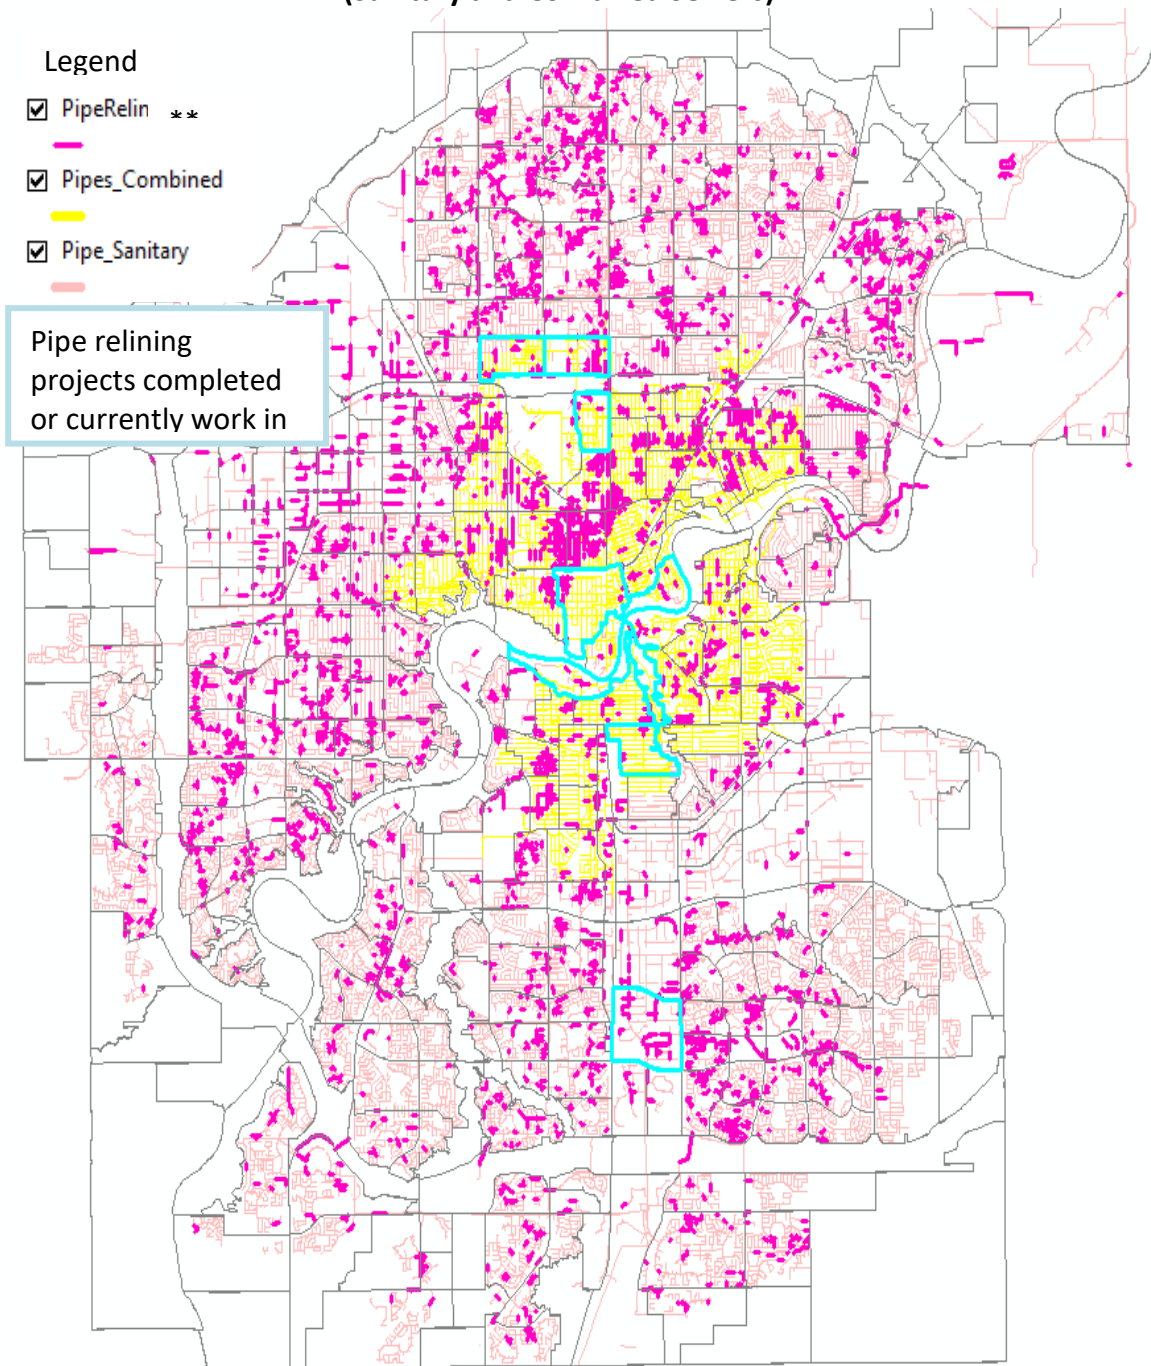 Legend
PipeRelin **
Pipes_Combined
Pipe_Sanitary
Pipe relining
projects completed
or currently work in